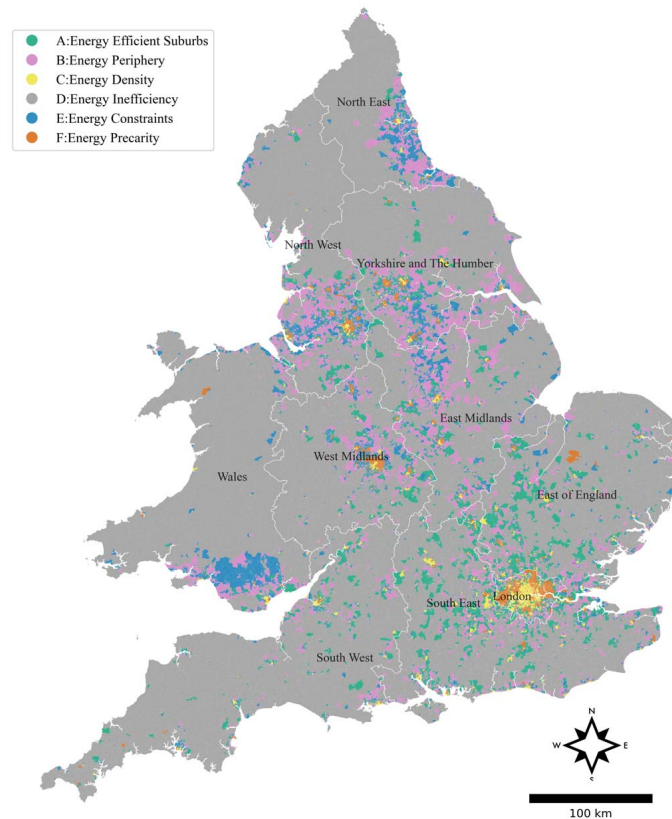 A:Energy Efficient Suburbs
B:Energy Periphery
C:Energy Density
D:Energy Inefficiency
E:Energy Constraints
F:Energy Precarity
North East
North West
Yorkshire and The Humber
East Midlands
West Midlands
Wales
East of England
London
South East
South West
N
W E
S
100 km